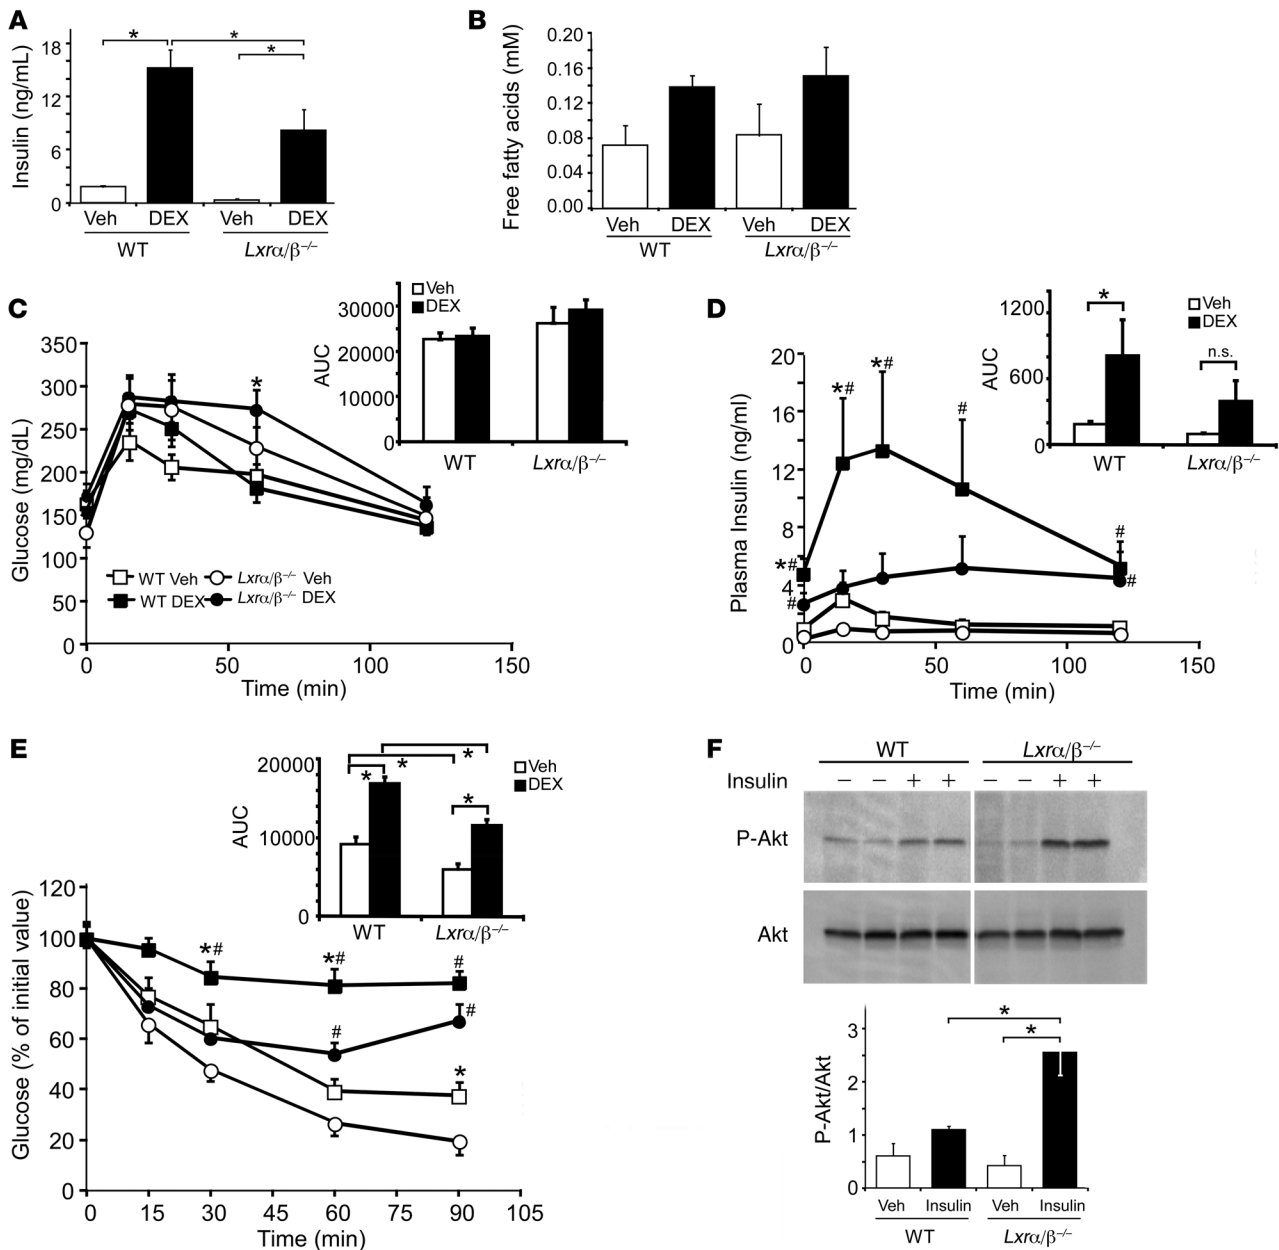 A
Insulin (ng/mL)
18
12
6
0
* * *
Veh DEX Veh DEX
WT Lxrα/β–/–
B
Free fatty acids (mM)
0.20
0.16
0.12
0.08
0.04
0.00
Veh DEX Veh DEX
WT Lxrα/β–/–
C
Glucose (mg/dL)
350
300
250
200
150
100
50
0
*
WT Veh Lxrα/β–/– Veh
WT DEX Lxrα/β–/– DEX
0 50 100 150
Time (min)
Veh
DEX
AUC
30000
20000
10000
0
WT Lxrα/β–/–
D
Plasma Insulin (ng/ml)
20
16
12
8
4
0
*# *# *# # # # #
0 50 100 150
Time (min)
AUC
1200
600
0
Veh
DEX
* n.s.
WT Lxrα/β–/–
E
Glucose (% of initial value)
120
100
80
60
40
20
0
*# *# #
# #
*
0 15 30 45 60 75 90 105
Time (min)
AUC
20000
10000
0
* * * *
Veh
DEX
WT Lxrα/β–/–
F
WT Lxrα/β–/–
Insulin – – + + – – + +
P-Akt
Akt
P-Akt/Akt
3
2
1
0
* *
Veh Insulin Veh Insulin
WT Lxrα/β–/–